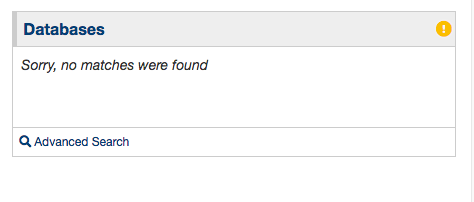 Databases
Sorry, no matches were found
Advanced Search